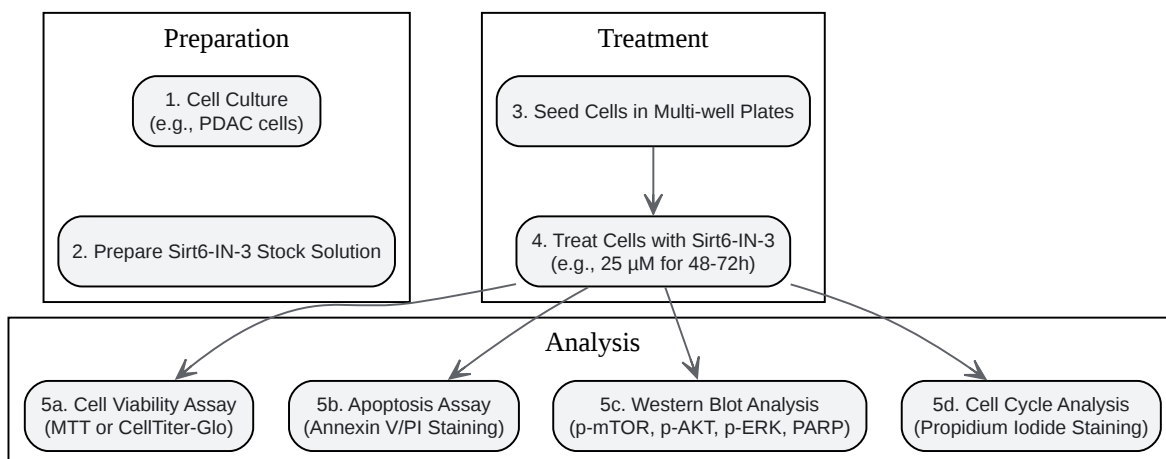 Preparation
1. Cell Culture
(e.g., PDAC cells)
2. Prepare Sirt6-IN-3 Stock Solution
Treatment
3. Seed Cells in Multi-well Plates
4. Treat Cells with Sirt6-IN-3
(e.g., 25 µM for 48-72h)
Analysis
5a. Cell Viability Assay
(MTT or CellTiter-Glo)
5b. Apoptosis Assay
(Annexin V/PI Staining)
5c. Western Blot Analysis
(p-mTOR, p-AKT, p-ERK, PARP)
5d. Cell Cycle Analysis
(Propidium Iodide Staining)